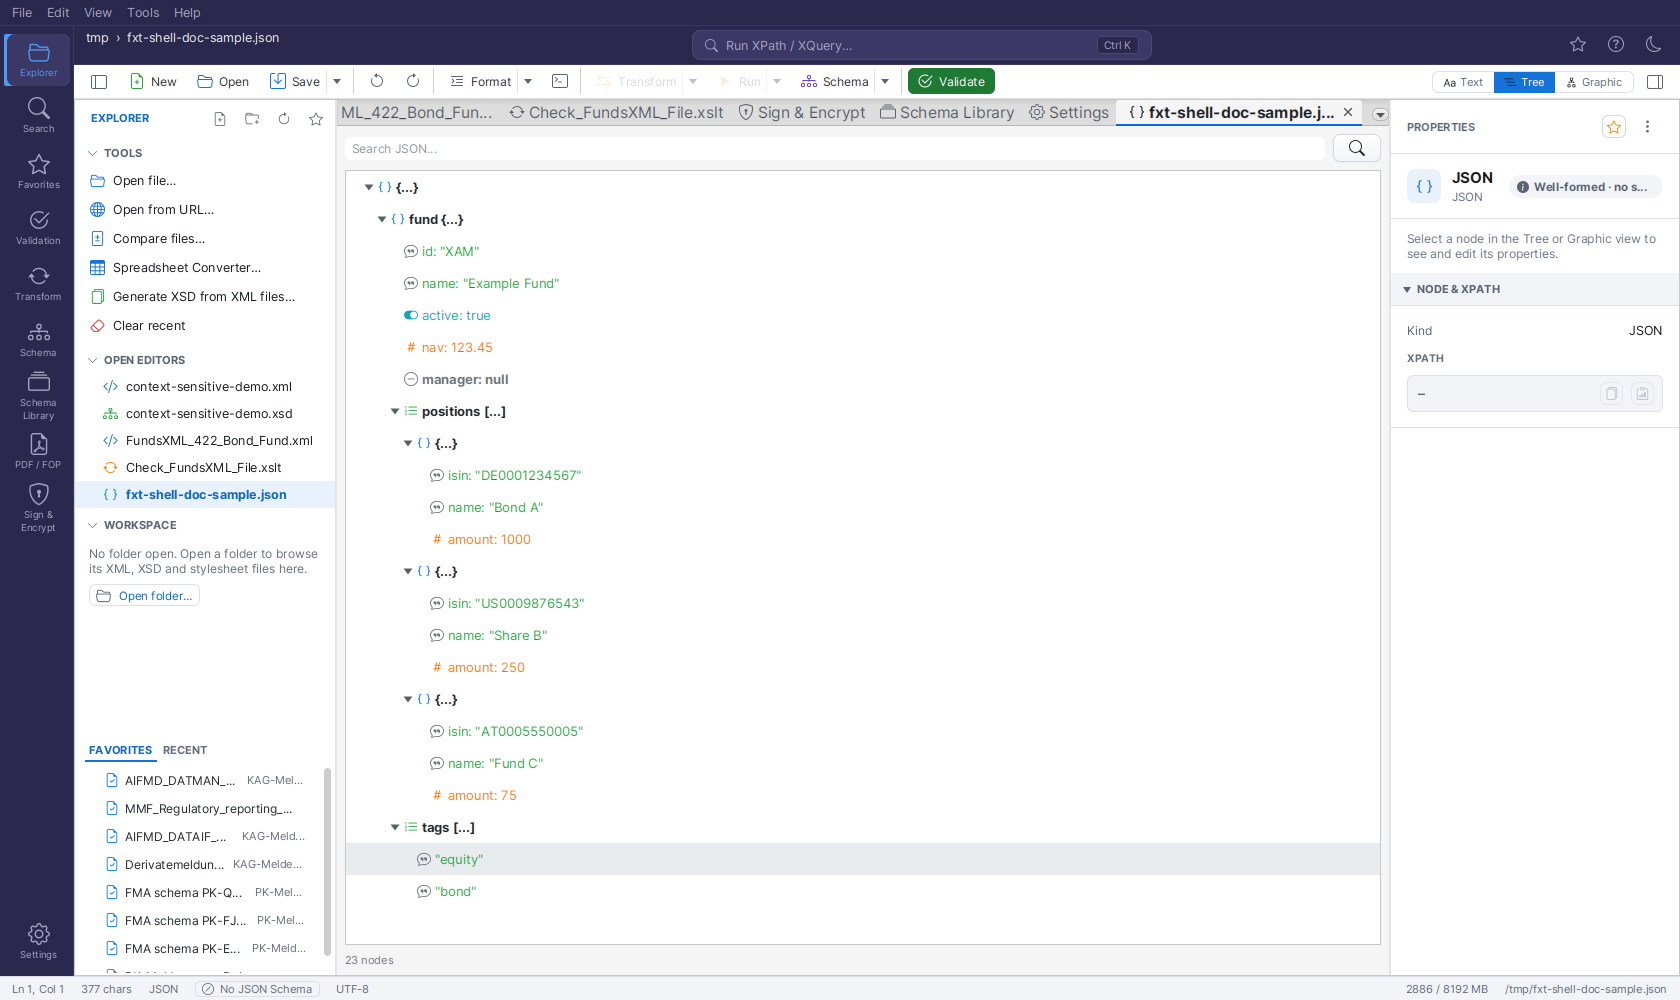 File Edit View Tools Help
tmp › fxt-shell-doc-sample.json
Run XPath / XQuery... Ctrl K
New Open Save Format Transform Run Schema Validate
Aa Text Tree Graphic
Explorer
Search
Favorites
Validation
Transform
Schema
Schema
Library
PDF / FOP
Sign &
Encrypt
Settings
EXPLORER
TOOLS
Open file...
Open from URL...
Compare files...
Spreadsheet Converter...
Generate XSD from XML files...
Clear recent
OPEN EDITORS
context-sensitive-demo.xml
context-sensitive-demo.xsd
FundsXML_422_Bond_Fund.xml
Check_FundsXML_File.xslt
fxt-shell-doc-sample.json
WORKSPACE
No folder open. Open a folder to browse
its XML, XSD and stylesheet files here.
Open folder...
FAVORITES RECENT
AIFMD_DATMAN_... KAG-Mel...
MMF_Regulatory_reporting_...
AIFMD_DATAIF_... KAG-Meld...
Derivatemeldun... KAG-Melde...
FMA schema PK-Q... PK-Mel...
FMA schema PK-FJ... PK-Mel...
FMA schema PK-E... PK-Meld...
ML_422_Bond_Fun... Check_FundsXML_File.xslt Sign & Encrypt Schema Library Settings { } fxt-shell-doc-sample.j...
Search JSON...
{ } {...}
{ } fund {...}
id: "XAM"
name: "Example Fund"
active: true
# nav: 123.45
manager: null
positions [...]
{ } {...}
isin: "DE0001234567"
name: "Bond A"
# amount: 1000
{ } {...}
isin: "US0009876543"
name: "Share B"
# amount: 250
{ } {...}
isin: "AT0005550005"
name: "Fund C"
# amount: 75
tags [...]
"equity"
"bond"
23 nodes
PROPERTIES
{ } JSON
JSON
Well-formed · no s...
Select a node in the Tree or Graphic view to
see and edit its properties.
NODE & XPATH
Kind JSON
XPATH
–
Ln 1, Col 1 377 chars JSON No JSON Schema UTF-8 2886 / 8192 MB /tmp/fxt-shell-doc-sample.json